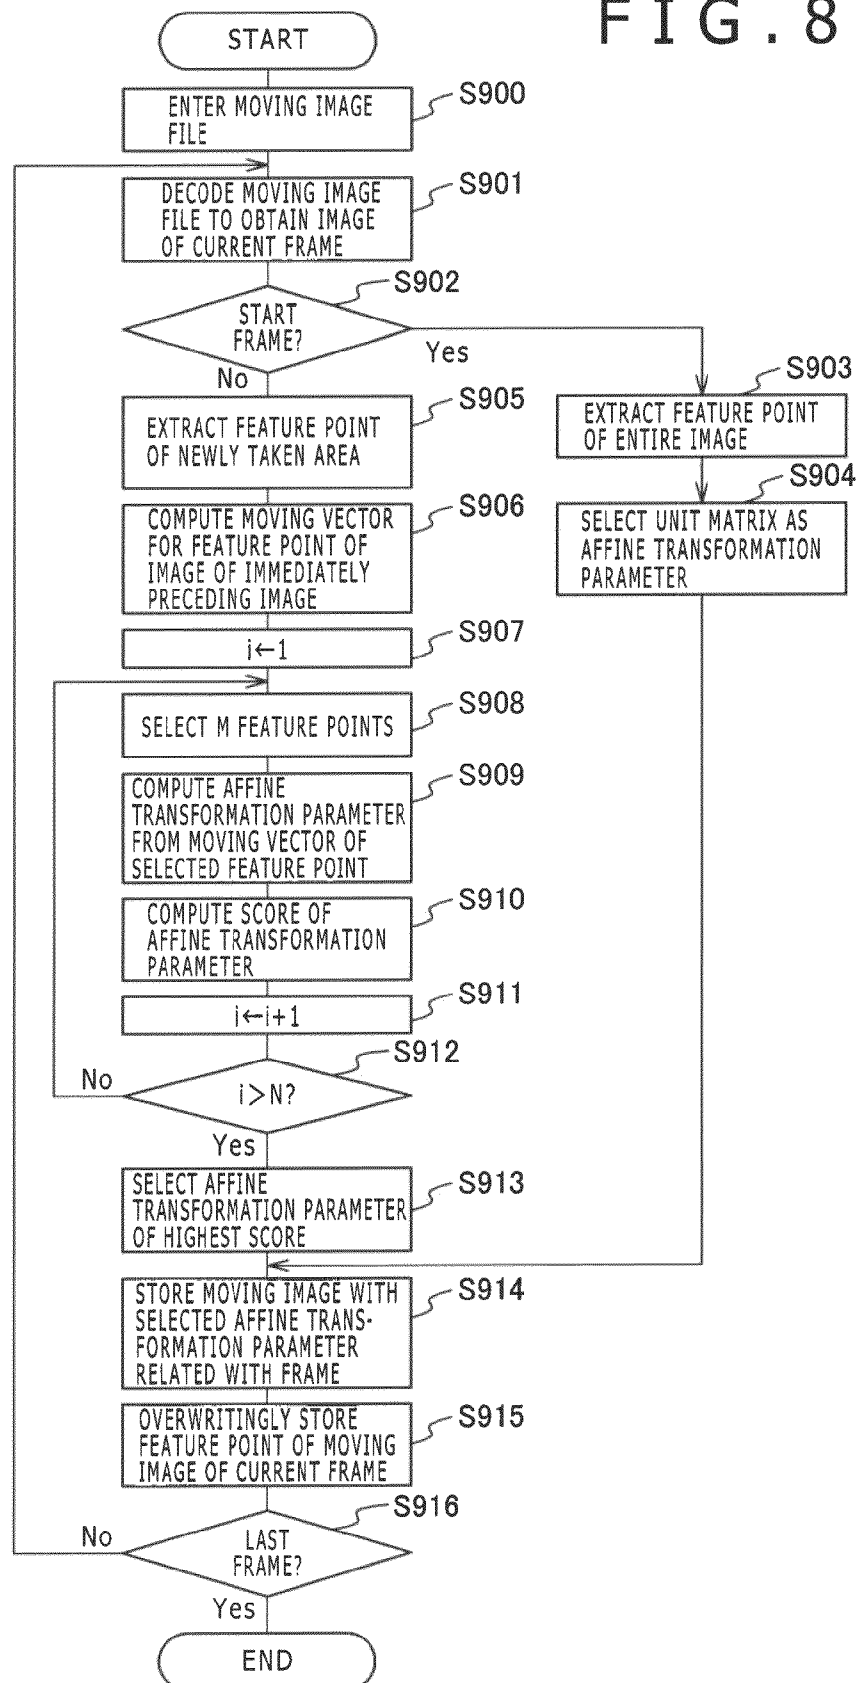 FIG.8
START
ENTER MOVING IMAGE
FILE
S900
DECODE MOVING IMAGE
FILE TO OBTAIN IMAGE
OF CURRENT FRAME
S901
START
FRAME?
S902
Yes
No
EXTRACT FEATURE POINT
OF ENTIRE IMAGE
S903
SELECT UNIT MATRIX AS
AFFINE TRANSFORMATION
PARAMETER
S904
EXTRACT FEATURE POINT
OF NEWLY TAKEN AREA
S905
COMPUTE MOVING VECTOR
FOR FEATURE POINT OF
IMAGE OF IMMEDIATELY
PRECEDING IMAGE
S906
i←1
S907
SELECT M FEATURE POINTS
S908
COMPUTE AFFINE
TRANSFORMATION PARAMETER
FROM MOVING VECTOR OF
SELECTED FEATURE POINT
S909
COMPUTE SCORE OF
AFFINE TRANSFORMATION
PARAMETER
S910
i←i+1
S911
i>N?
S912
No
Yes
SELECT AFFINE
TRANSFORMATION PARAMETER
OF HIGHEST SCORE
S913
STORE MOVING IMAGE WITH
SELECTED AFFINE TRANS-
FORMATION PARAMETER
RELATED WITH FRAME
S914
OVERWRITINGLY STORE
FEATURE POINT OF MOVING
IMAGE OF CURRENT FRAME
S915
LAST
FRAME?
S916
No
Yes
END